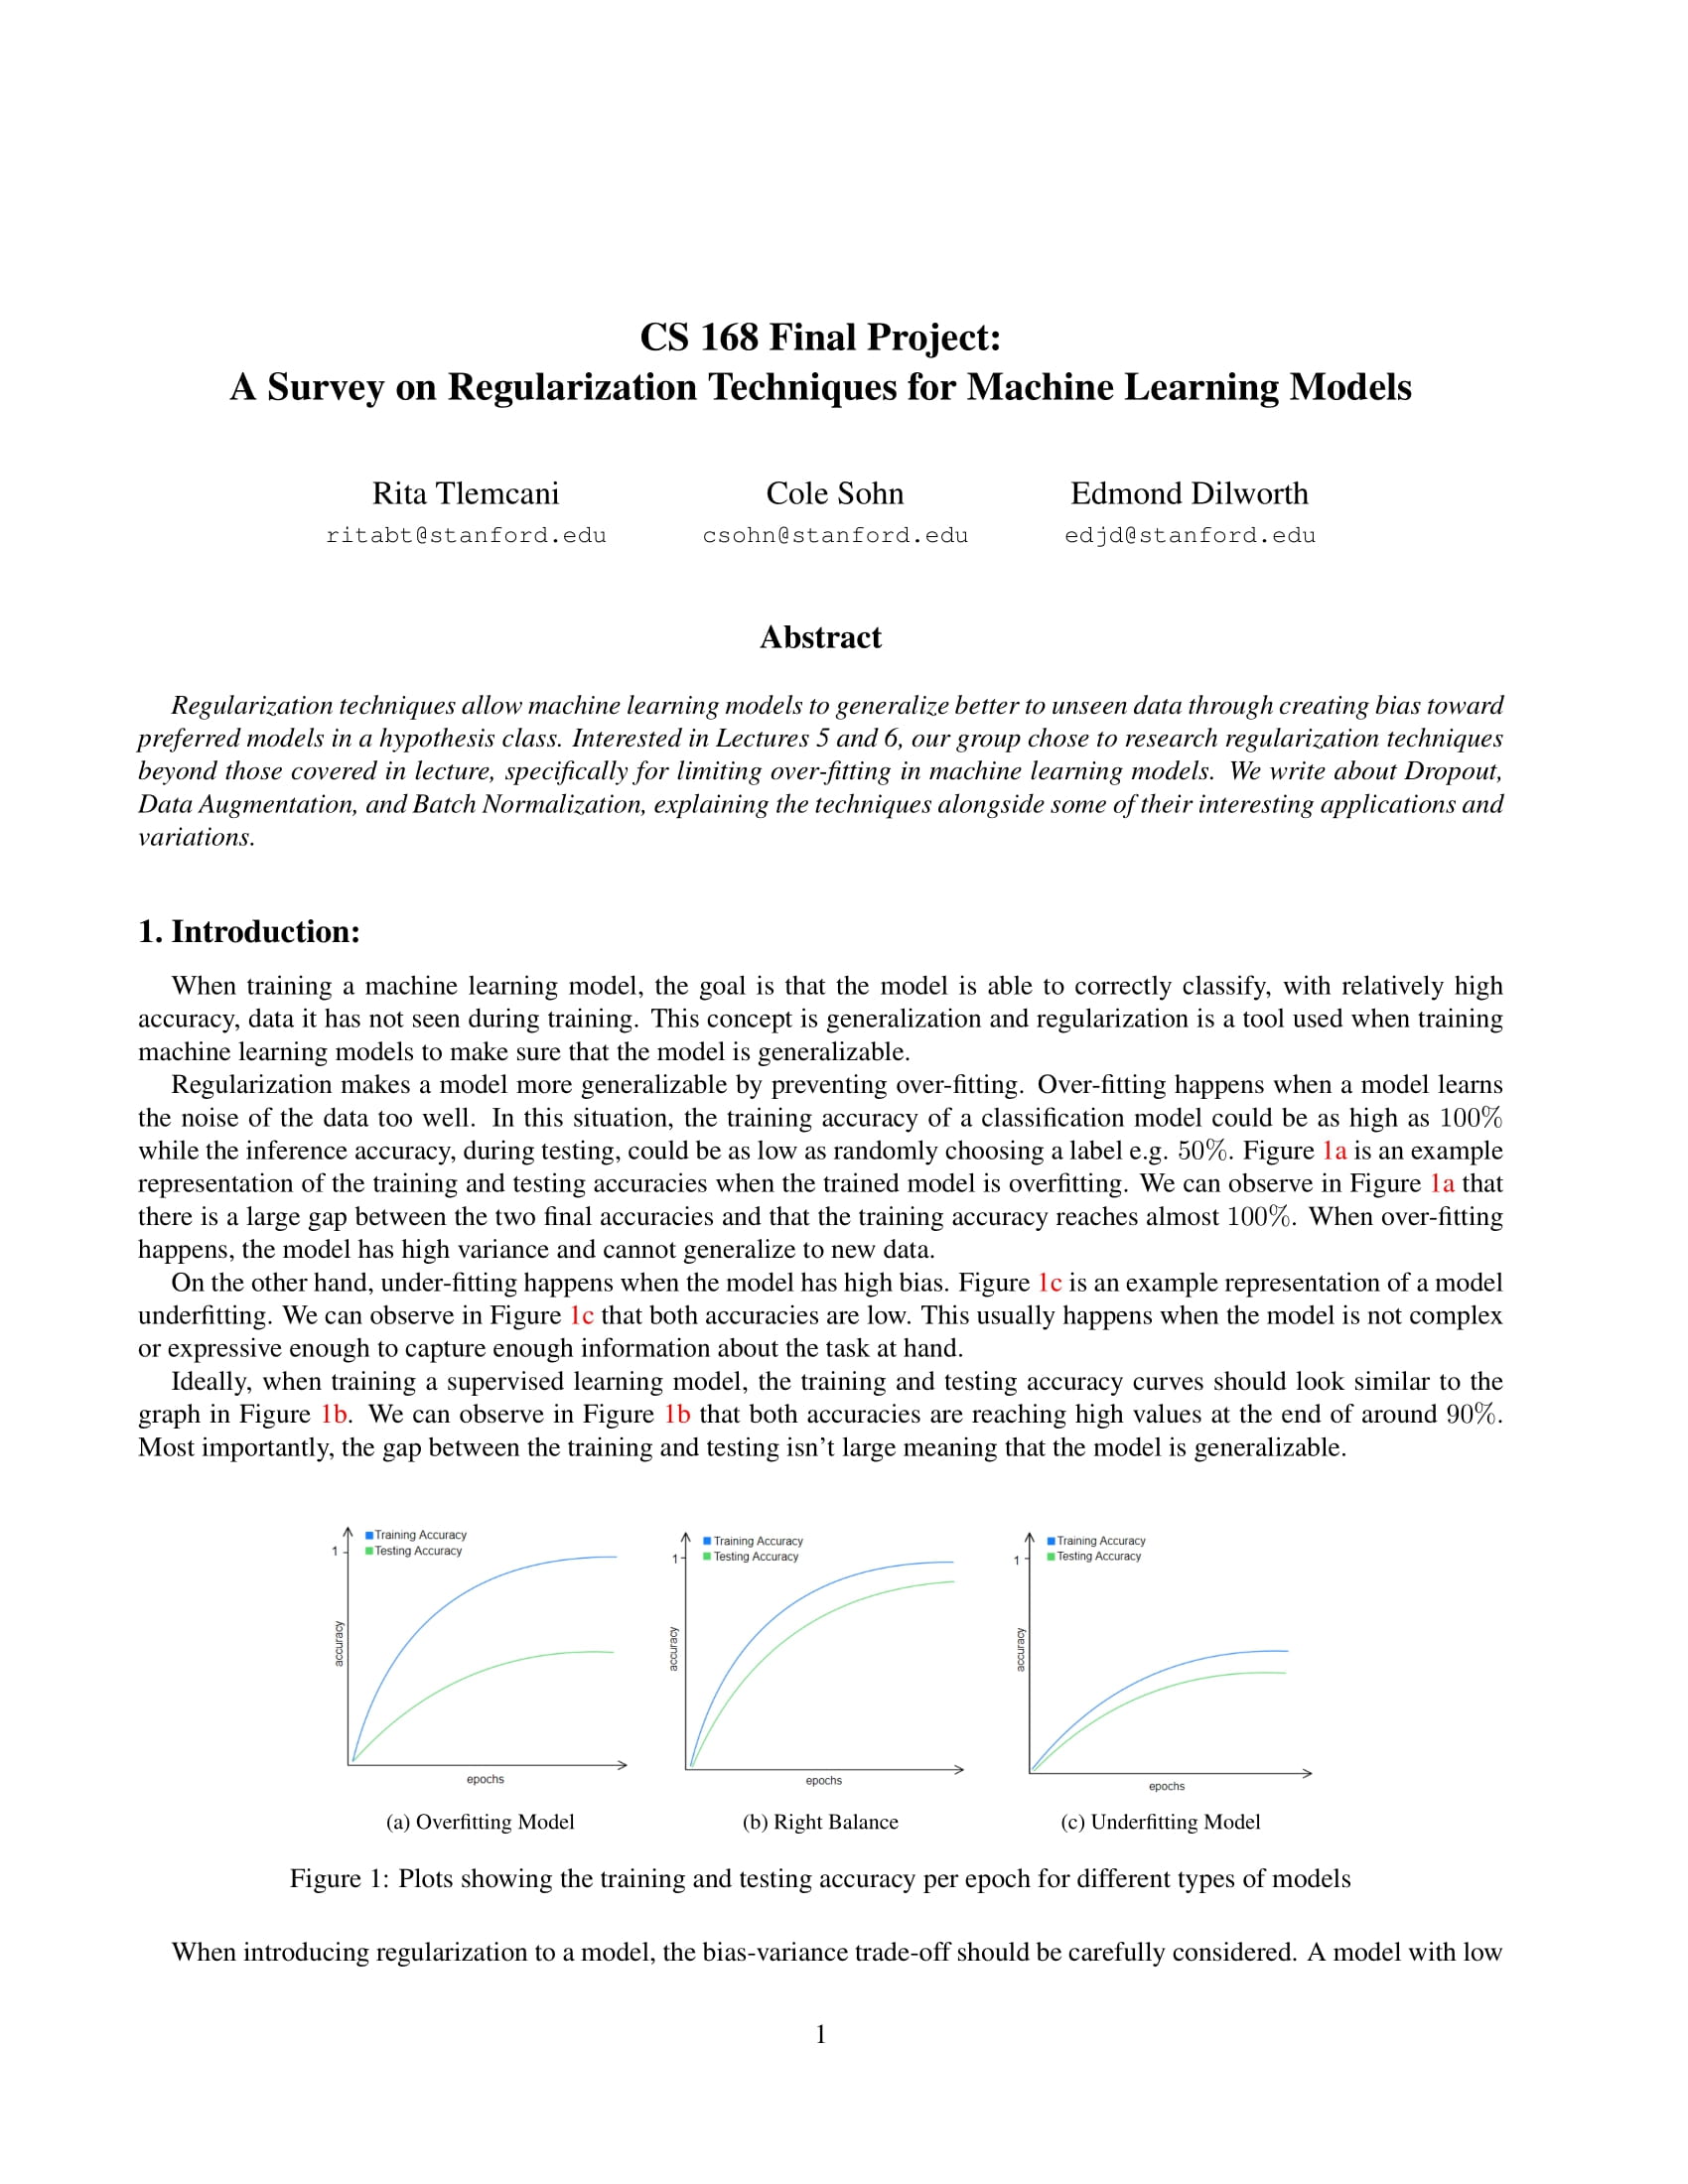 CS 168 Final Project:
A Survey on Regularization Techniques for Machine Learning Models
Rita Tlemcani
ritabt@stanford.edu
Cole Sohn
csohn@stanford.edu
Edmond Dilworth
edjd@stanford.edu
Abstract
Regularization techniques allow machine learning models to generalize better to unseen data through creating bias toward
preferred models in a hypothesis class. Interested in Lectures 5 and 6, our group chose to research regularization techniques
beyond those covered in lecture, specifically for limiting over-fitting in machine learning models. We write about Dropout,
Data Augmentation, and Batch Normalization, explaining the techniques alongside some of their interesting applications and
variations.
1. Introduction:
When training a machine learning model, the goal is that the model is able to correctly classify, with relatively high
accuracy, data it has not seen during training. This concept is generalization and regularization is a tool used when training
machine learning models to make sure that the model is generalizable.
Regularization makes a model more generalizable by preventing over-fitting. Over-fitting happens when a model learns
the noise of the data too well. In this situation, the training accuracy of a classification model could be as high as 100%
while the inference accuracy, during testing, could be as low as randomly choosing a label e.g. 50%. Figure 1a is an example
representation of the training and testing accuracies when the trained model is overfitting. We can observe in Figure 1a that
there is a large gap between the two final accuracies and that the training accuracy reaches almost 100%. When over-fitting
happens, the model has high variance and cannot generalize to new data.
On the other hand, under-fitting happens when the model has high bias. Figure 1c is an example representation of a model
underfitting. We can observe in Figure 1c that both accuracies are low. This usually happens when the model is not complex
or expressive enough to capture enough information about the task at hand.
Ideally, when training a supervised learning model, the training and testing accuracy curves should look similar to the
graph in Figure 1b. We can observe in Figure 1b that both accuracies are reaching high values at the end of around 90%.
Most importantly, the gap between the training and testing isn't large meaning that the model is generalizable.
Training Accuracy
Testing Accuracy
1
accuracy
epochs
(a) Overfitting Model
Training Accuracy
Testing Accuracy
1
accuracy
epochs
(b) Right Balance
Training Accuracy
Testing Accuracy
1
accuracy
epochs
(c) Underfitting Model
Figure 1: Plots showing the training and testing accuracy per epoch for different types of models
When introducing regularization to a model, the bias-variance trade-off should be carefully considered. A model with low
1